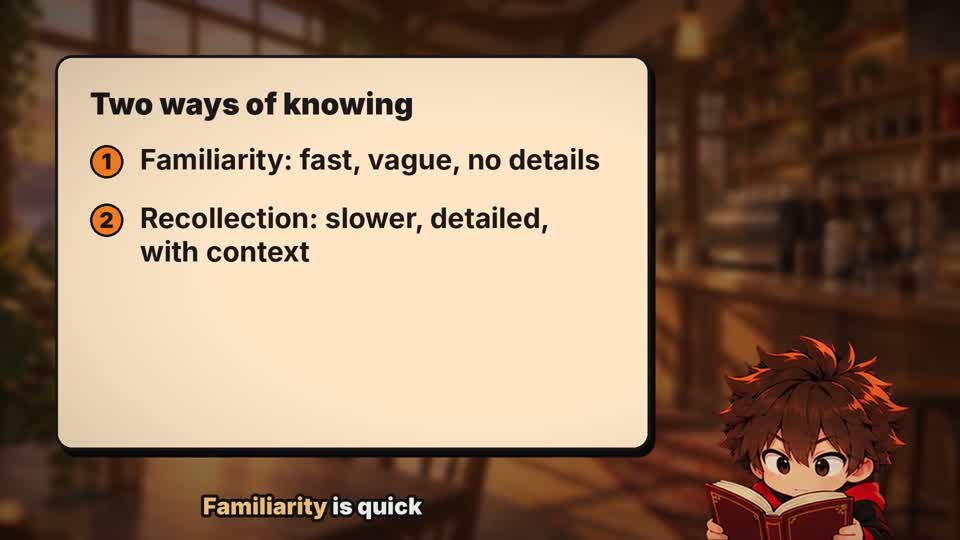 Two ways of knowing
1 Familiarity: fast, vague, no details
2 Recollection: slower, detailed,
with context
Familiarity is quick